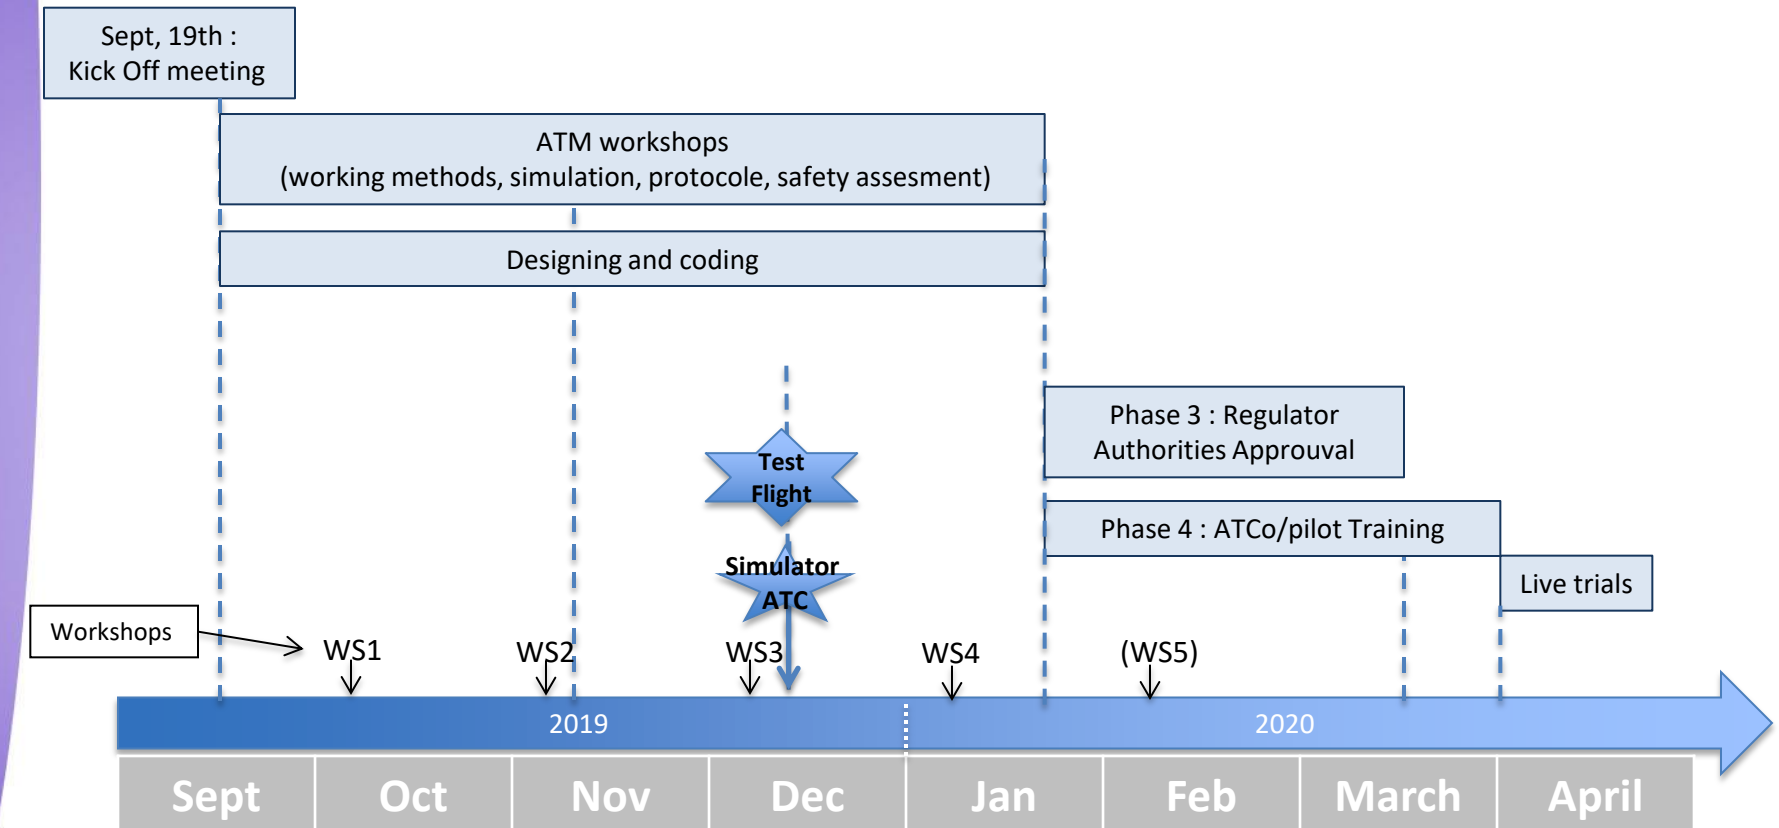 Sept, 19th :
Kick Off meeting
ATM workshops
(working methods, simulation, protocole, safety assesment)
Designing and coding
Phase 3 : Regulator
Authorities Approuval
Test
Flight
Phase 4 : ATCo/pilot Training
Simulator
ATC
Live trials
Workshops
WS1
WS2
WS3
WS4
(WS5)
2019
2020
Sept
Oct
Nov
Dec
Jan
Feb
March
April